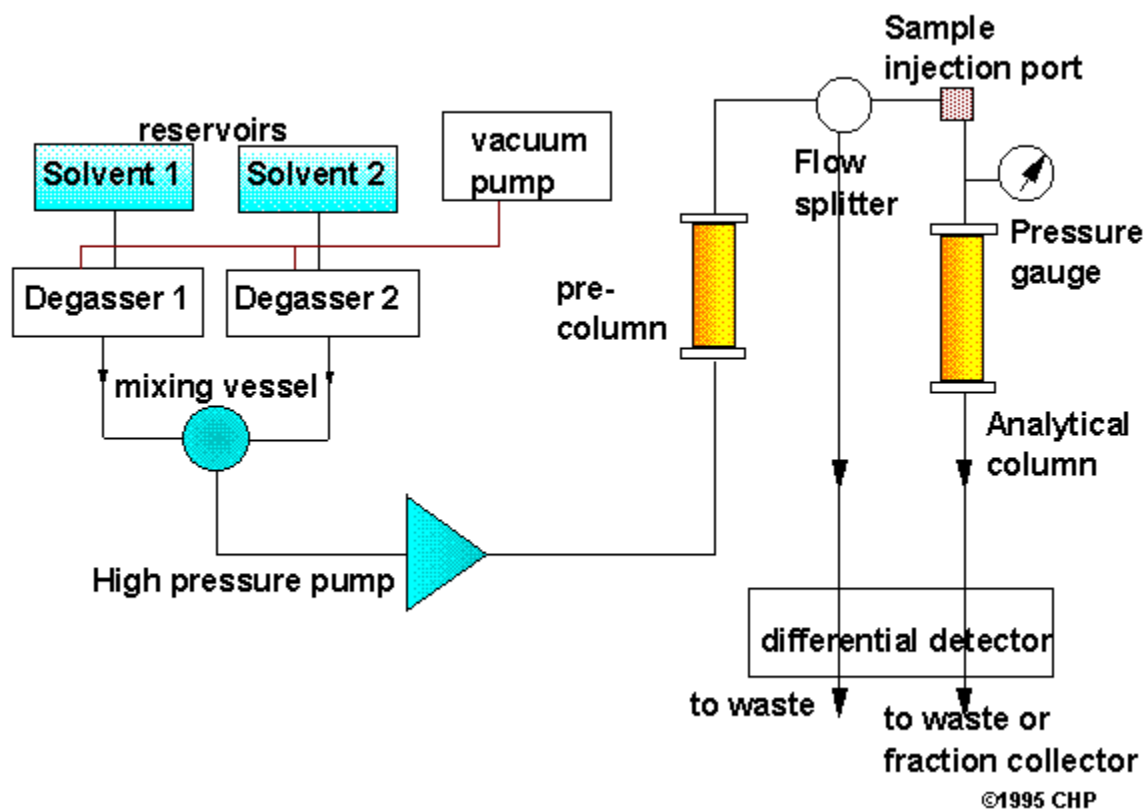 Sample
injection port
reservoirs
vacuum
pump
Solvent 1
Solvent 2
Flow
splitter
Pressure
gauge
Degasser 1
Degasser 2
pre-
column
mixing vessel
Analytical
column
High pressure pump
differential detector
to waste
to waste or
fraction collector
©1995 CHP